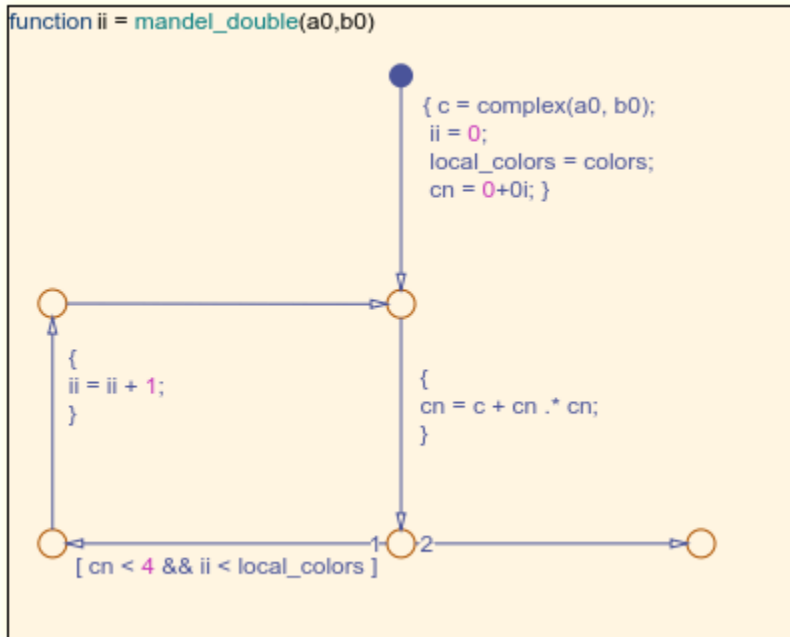 function ii = mandel_double(a0,b0)
{ c = complex(a0, b0);
ii = 0;
local_colors = colors;
cn = 0+0i; }
{
ii = ii + 1;
}
{
cn = c + cn .* cn;
}
1
2
[ cn < 4 && ii < local_colors ]